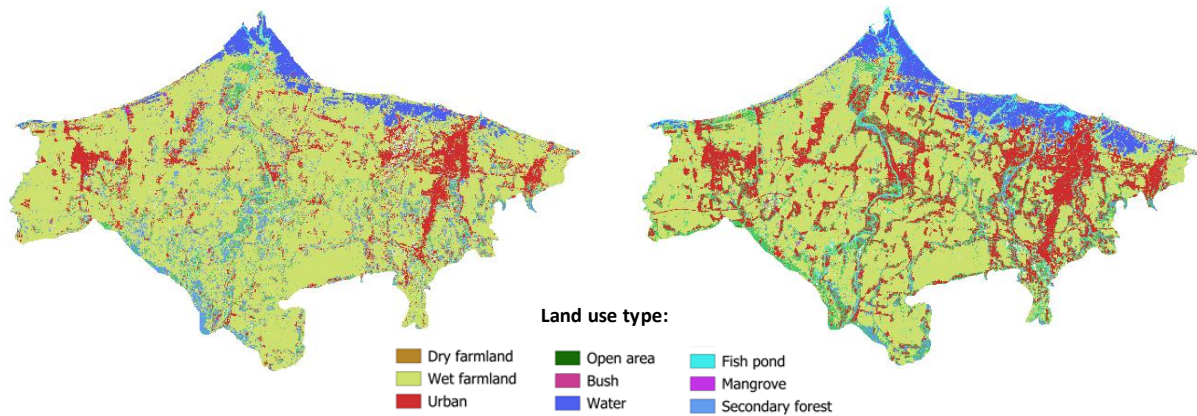 Land use type:
Dry farmland
Open area
Fish pond
Wet farmland
Bush
Mangrove
Urban
Water
Secondary forest